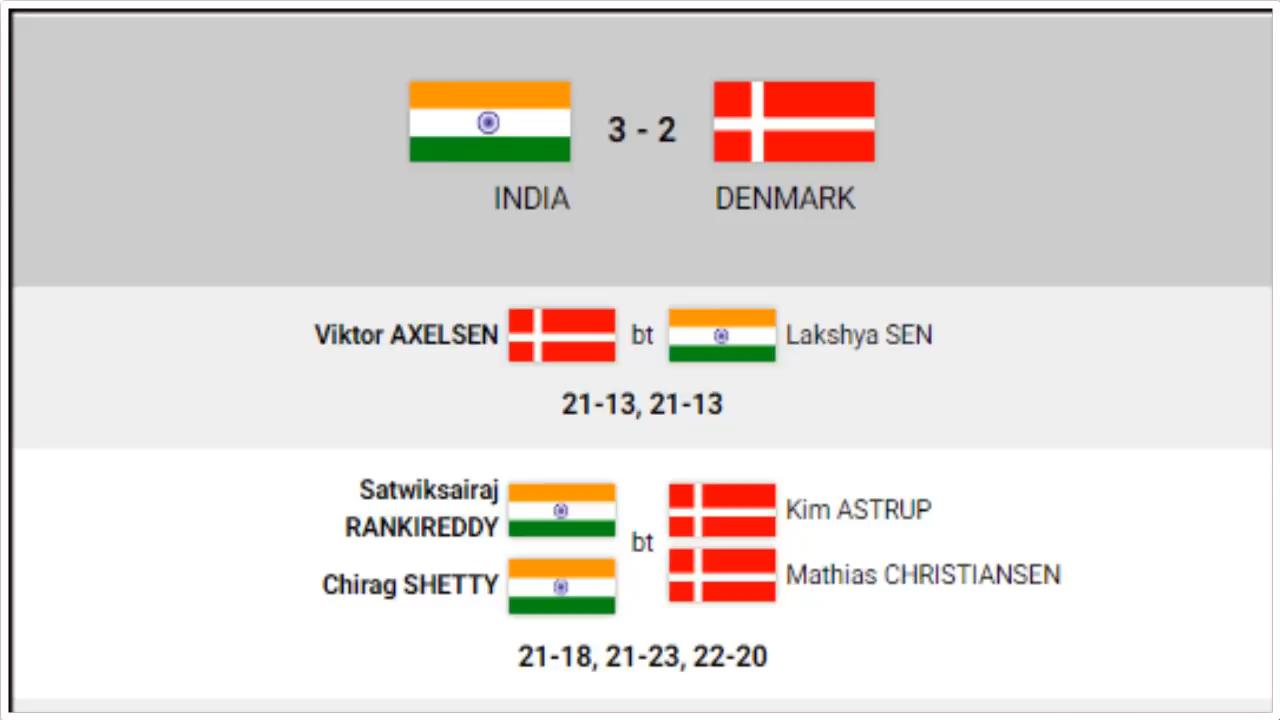 3 - 2
INDIA DENMARK
Viktor AXELSEN bt Lakshya SEN
21-13, 21-13
Satwiksairaj
RANKIREDDY
Chirag SHETTY
bt
Kim ASTRUP
Mathias CHRISTIANSEN
21-18, 21-23, 22-20